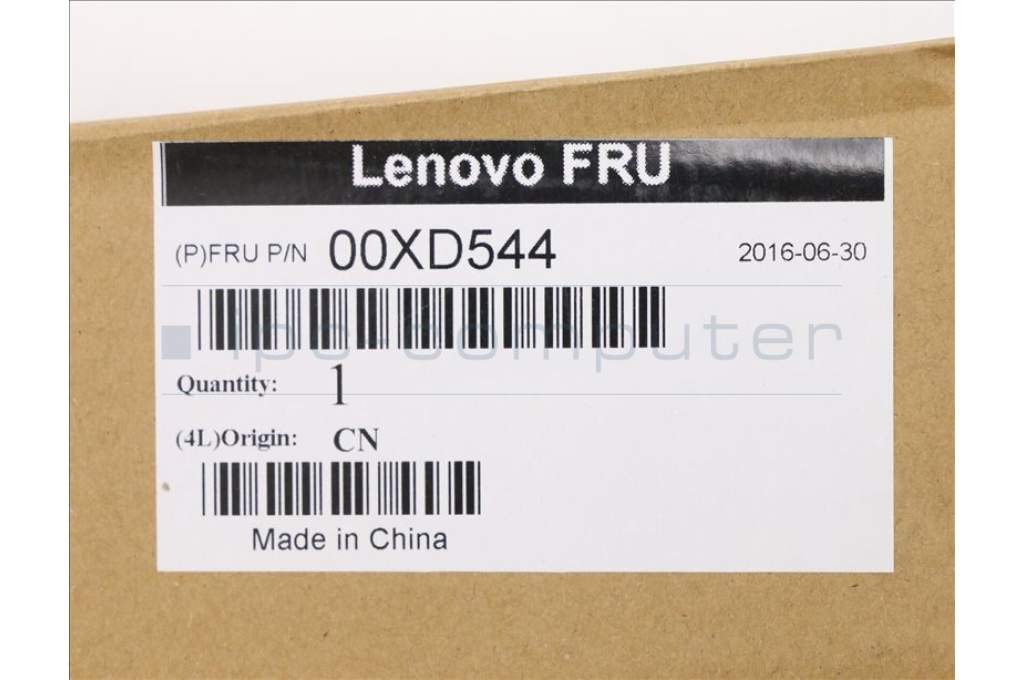 Lenovo FRU
(P)FRU P/N 00XD544 2016-06-30
ipc-computer
Quantity: 1
(4L)Origin: CN
Made in China